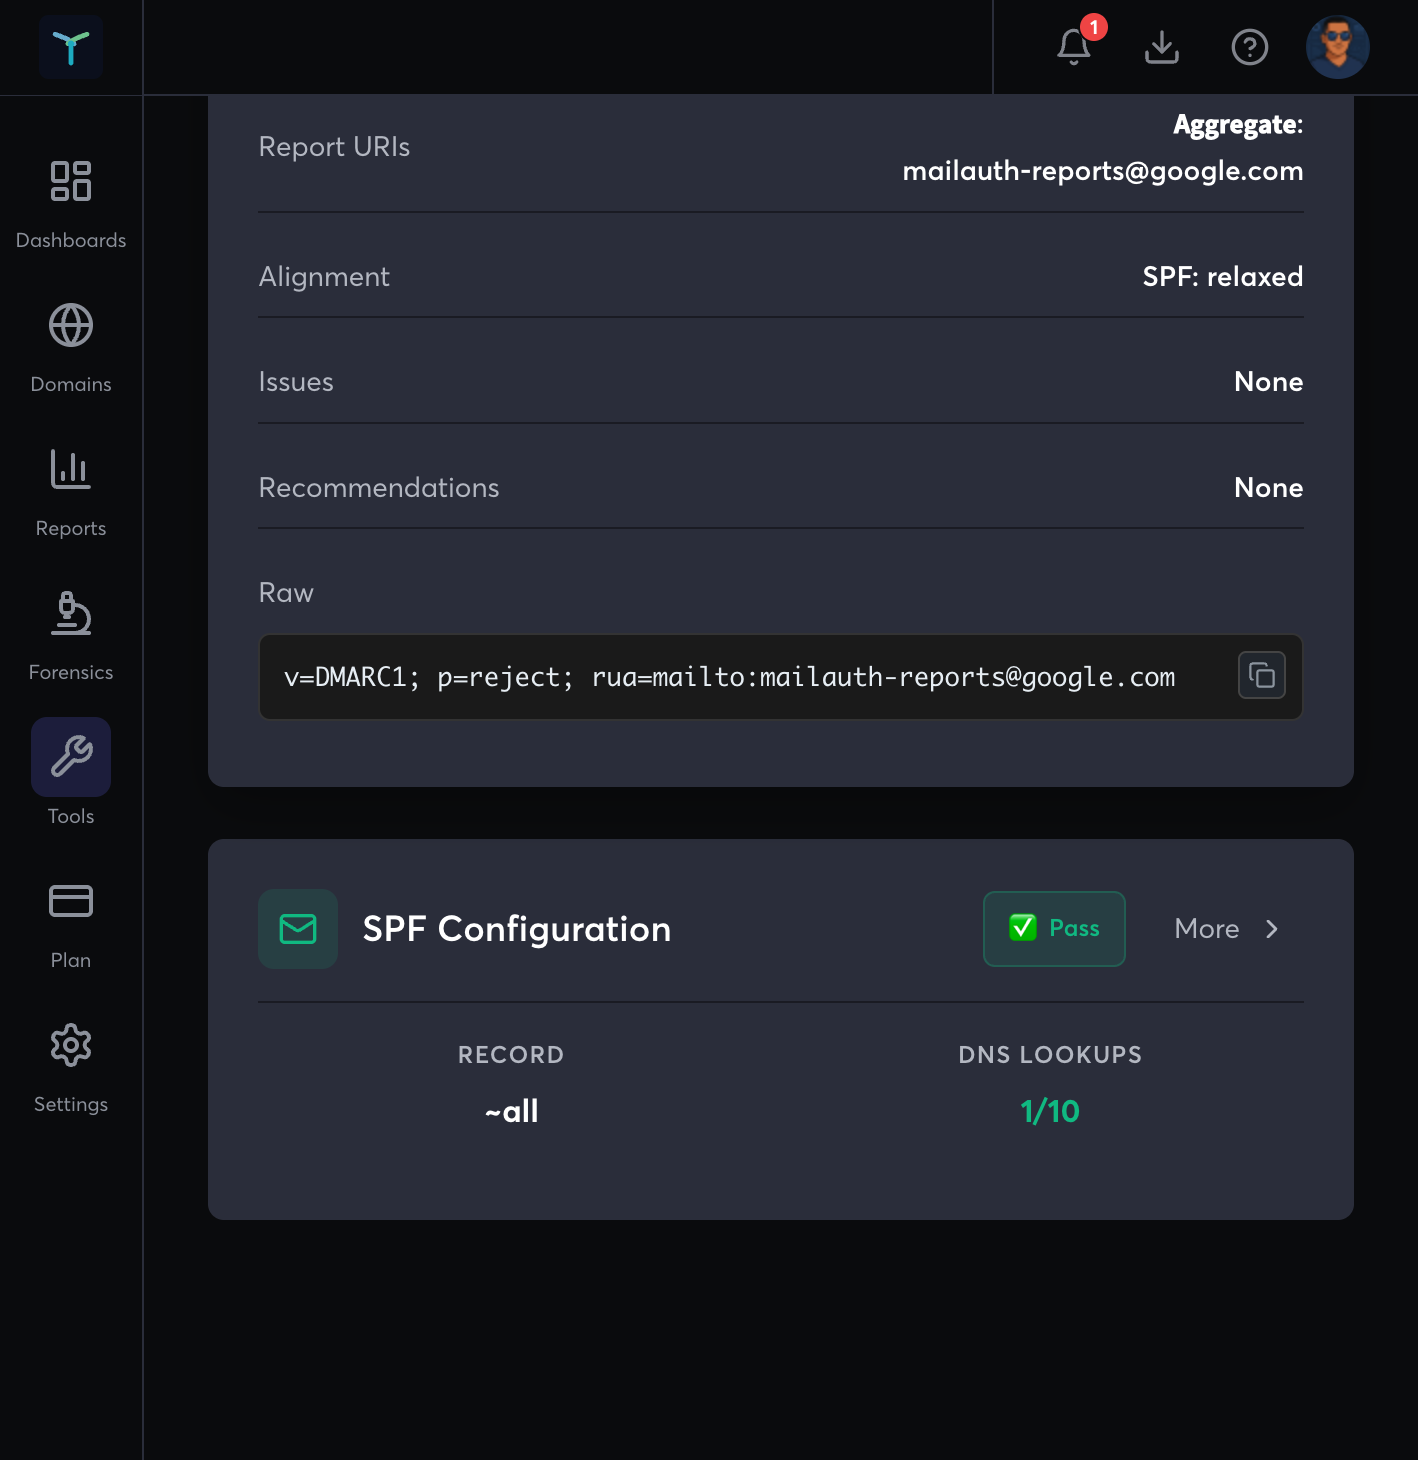 1
Dashboards
Domains
Reports
Forensics
Tools
Plan
Settings
Report URIs
Aggregate:
mailauth-reports@google.com
Alignment
SPF: relaxed
Issues
None
Recommendations
None
Raw
v=DMARC1; p=reject; rua=mailto:mailauth-reports@google.com
SPF Configuration
✅ Pass
More
RECORD
~all
DNS LOOKUPS
1/10